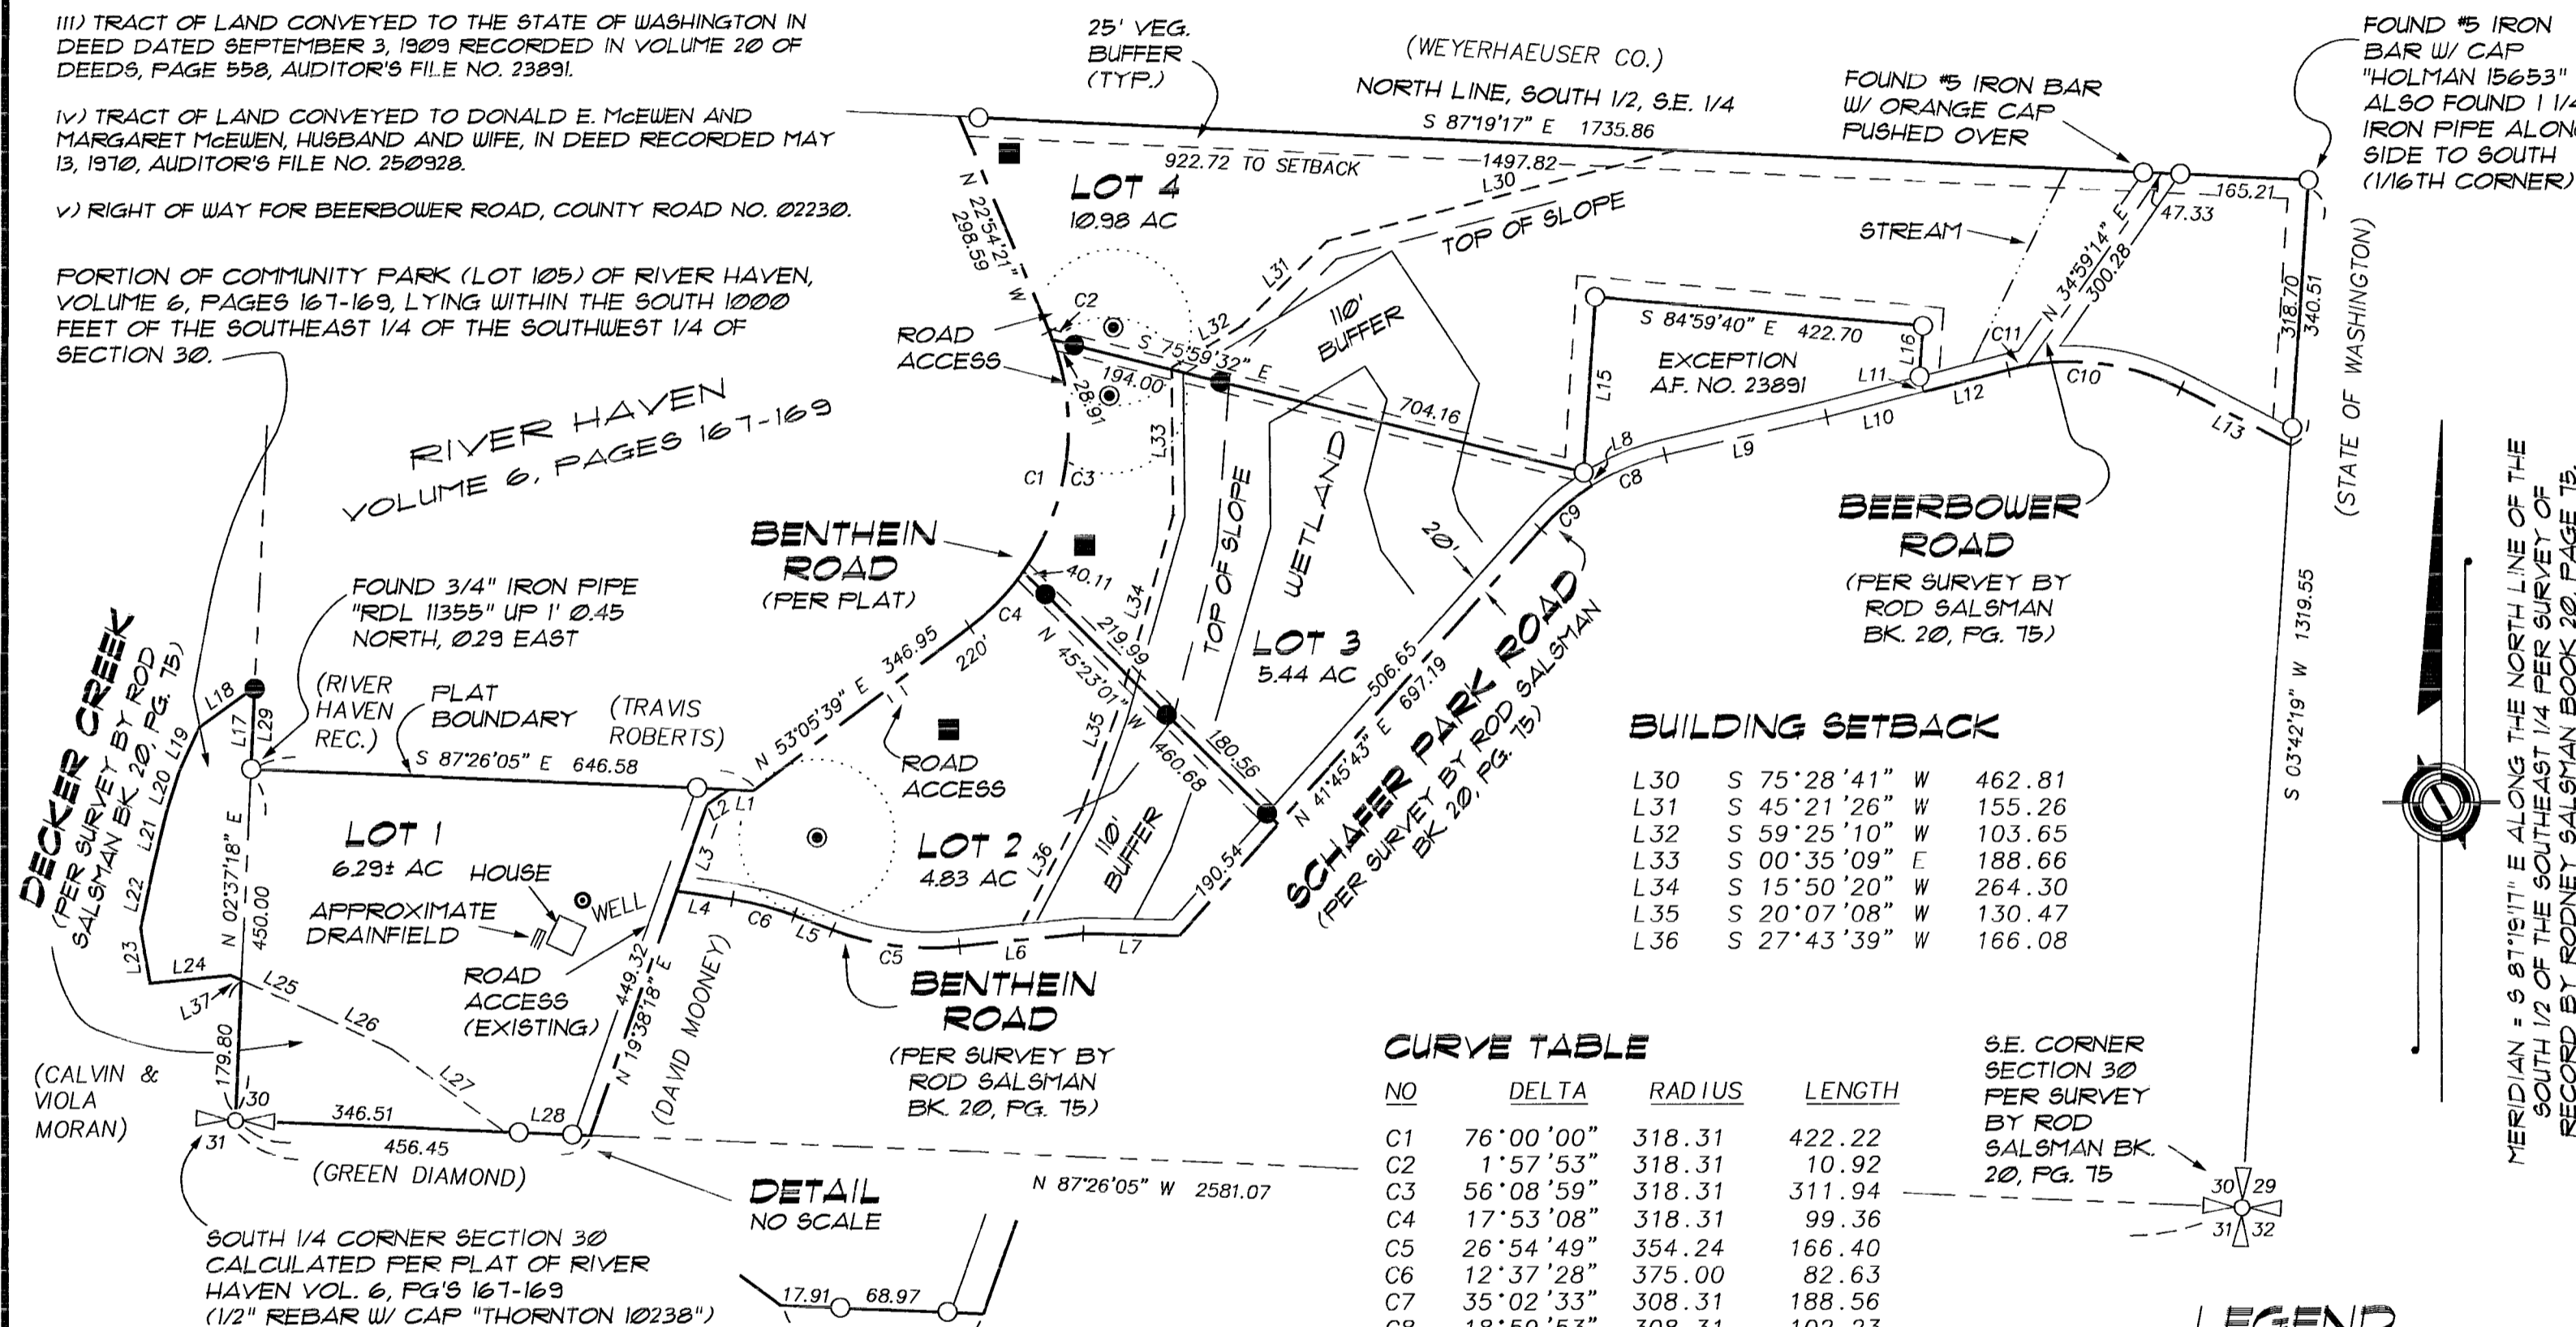 III) TRACT OF LAND CONVEYED TO THE STATE OF WASHINGTON IN
DEED DATED SEPTEMBER 3, 1909 RECORDED IN VOLUME 20 OF
DEEDS, PAGE 558, AUDITOR'S FILE NO. 23891.
IV) TRACT OF LAND CONVEYED TO DONALD E. McEWEN AND
MARGARET McEWEN, HUSBAND AND WIFE, IN DEED RECORDED MAY
13, 1970, AUDITOR'S FILE NO. 250928.
V) RIGHT OF WAY FOR BEERBOWER ROAD, COUNTY ROAD NO. 02230.
PORTION OF COMMUNITY PARK (LOT 105) OF RIVER HAVEN,
VOLUME 6, PAGES 167-169, LYING WITHIN THE SOUTH 1000
FEET OF THE SOUTHEAST 1/4 OF THE SOUTHWEST 1/4 OF
SECTION 30.
25' VEG.
BUFFER
(TYP.)
(WEYERHAEUSER CO.)
NORTH LINE, SOUTH 1/2, S.E. 1/4
S 87°19'17" E 1735.86
922.72 TO SETBACK
1497.82
FOUND #5 IRON BAR
W/ ORANGE CAP
PUSHED OVER
FOUND #5 IRON
BAR W/ CAP
"HOLMAN 15653"
ALSO FOUND 1 1/4
IRON PIPE ALON
SIDE TO SOUTH
(1/16TH CORNER)
165.21
47.33
318.70
340.51
(STATE OF WASHINGTON)
S 03°42'19" W 1319.55
LOT 4
10.98 AC
N 22°54'21" W
298.59
L30
L31
L32
TOP OF SLOPE
STREAM
N 34°59'14" E
300.28
110'
BUFFER
S 84°59'40" E 422.70
EXCEPTION
A.F. NO. 23891
L15
L16
L11
C11
C10
L12
L10
L13
L9
L8
C8
C9
ROAD
ACCESS
C2
S 75°59'32" E
194.00
28.91
704.16
L33
C1
C3
RIVER HAVEN
VOLUME 6, PAGES 167-169
BENTHEIN
ROAD
(PER PLAT)
40.11
C4
L34
TOP OF SLOPE
WETLAND
20'
LOT 3
5.44 AC
BEERBOWER
ROAD
(PER SURVEY BY
ROD SALSMAN
BK. 20, PG. 75)
FOUND 3/4" IRON PIPE
"RDL 11355" UP 1' 0.45
NORTH, 0.29 EAST
DECKER CREEK
(PER SURVEY BY ROD
SALSMAN BK. 20, PG. 75)
L18
L17
L29
L19
L20
L21
L22
L23
L24
L37
L25
L26
L27
L28
(RIVER
HAVEN
REC.)
PLAT
BOUNDARY
(TRAVIS
ROBERTS)
S 87°26'05" E 646.58
N 53°05'39" E 346.95
220'
ROAD
ACCESS
219.99
N 45°23'01" W
460.68
180.56
L35
L36
506.65
697.19
N 41°45'43" E
SCHAFER PARK ROAD
(PER SURVEY BY ROD SALSMAN
BK. 20, PG. 75)
190.54
L1
L2
L3
L4
C6
L5
C5
L6
L7
LOT 1
6.29± AC
HOUSE
WELL
APPROXIMATE
DRAINFIELD
ROAD
ACCESS
(EXISTING)
N 02°37'18" E
450.00
LOT 2
4.83 AC
110'
BUFFER
449.32
N 19°38'18" E
(DAVID MOONEY)
BENTHEIN
ROAD
(PER SURVEY BY
ROD SALSMAN
BK. 20, PG. 75)
(CALVIN &
VIOLA
MORAN)
179.80
30
31
346.51
456.45
(GREEN DIAMOND)
SOUTH 1/4 CORNER SECTION 30
CALCULATED PER PLAT OF RIVER
HAVEN VOL. 6, PG'S 167-169
(1/2" REBAR W/ CAP "THORNTON 10238")
DETAIL
NO SCALE
17.91
68.97
N 87°26'05" W 2581.07
BUILDING SETBACK
L30 S 75°28'41" W 462.81
L31 S 45°21'26" W 155.26
L32 S 59°25'10" W 103.65
L33 S 00°35'09" E 188.66
L34 S 15°50'20" W 264.30
L35 S 20°07'08" W 130.47
L36 S 27°43'39" W 166.08
CURVE TABLE
NO DELTA RADIUS LENGTH
C1 76°00'00" 318.31 422.22
C2 1°57'53" 318.31 10.92
C3 56°08'59" 318.31 311.94
C4 17°53'08" 318.31 99.36
C5 26°54'49" 354.24 166.40
C6 12°37'28" 375.00 82.63
C7 35°02'33" 308.31 188.56
S.E. CORNER
SECTION 30
PER SURVEY
BY ROD
SALSMAN BK.
20, PG. 75
30 29
31 32
MERIDIAN = S 87°19'17" E ALONG THE NORTH LINE OF THE
SOUTH 1/2 OF THE SOUTHEAST 1/4 PER SURVEY OF
RECORD BY RODNEY SALSMAN BOOK 20, PAGE 75.
LEGEND